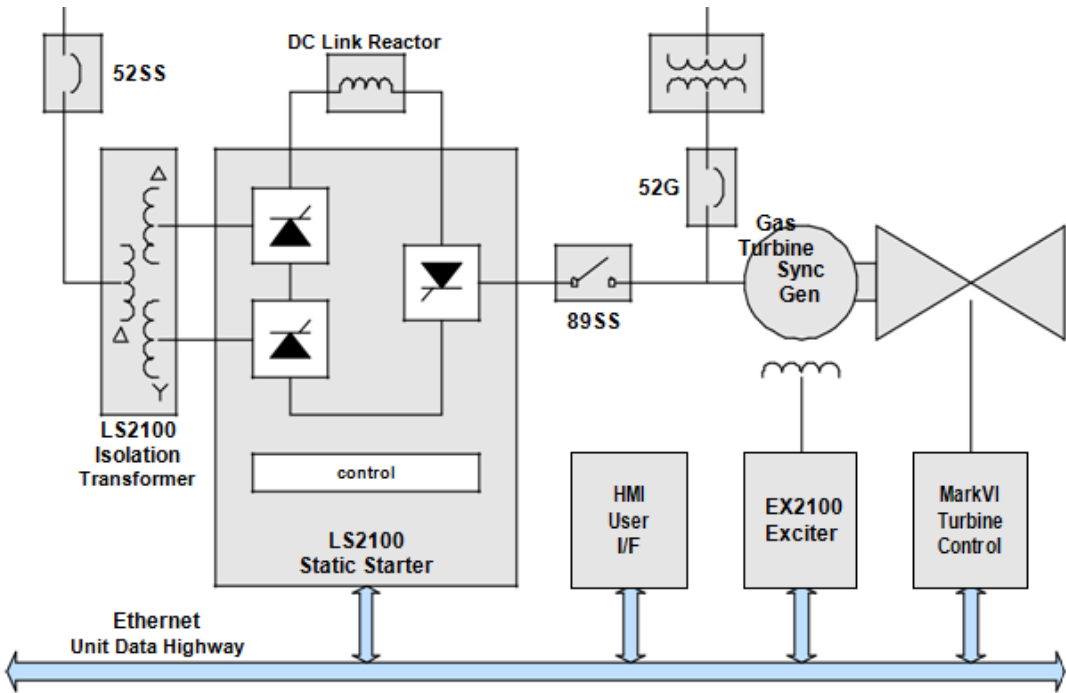 DC Link Reactor
52SS
52G
Gas
Turbine
Sync
Gen
Δ
Δ
Y
89SS
LS2100
Isolation
Transformer
control
LS2100
Static Starter
HMI
User
I/F
EX2100
Exciter
MarkVI
Turbine
Control
Ethernet
Unit Data Highway